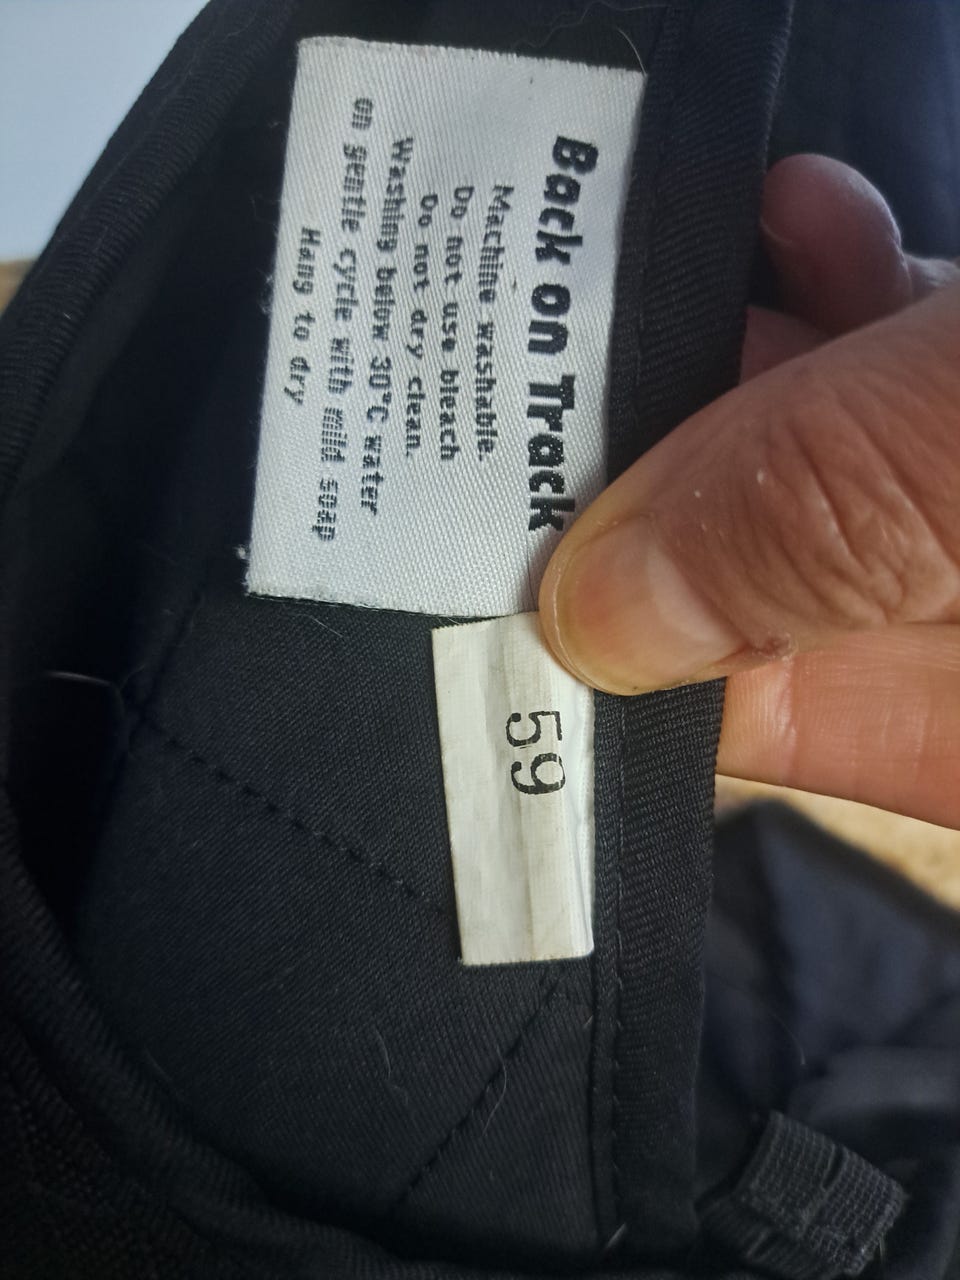 Back on Track
Machine washable.
Do not use bleach
Do not dry clean.
Washing below 30°C water
on gentle cycle with mild soap
Hang to dry
59